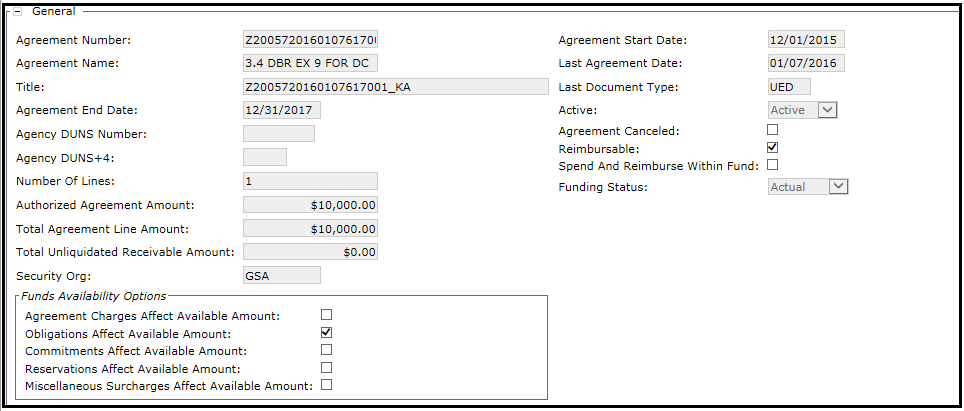 General
Agreement Number: Z20057201601076170
Agreement Start Date: 12/01/2015
Agreement Name: 3.4 DBR EX 9 FOR DC
Last Agreement Date: 01/07/2016
Title: Z2005720160107617001_KA
Last Document Type: UED
Agreement End Date: 12/31/2017
Active: Active
Agency DUNS Number:
Agreement Canceled:
Reimbursable:
Agency DUNS+4:
Spend And Reimburse Within Fund:
Number Of Lines: 1
Funding Status: Actual
Authorized Agreement Amount: $10,000.00
Total Agreement Line Amount: $10,000.00
Total Unliquidated Receivable Amount: $0.00
Security Org: GSA
Funds Availability Options
Agreement Charges Affect Available Amount:
Obligations Affect Available Amount:
Commitments Affect Available Amount:
Reservations Affect Available Amount:
Miscellaneous Surcharges Affect Available Amount: